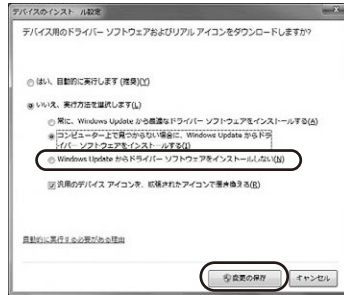 デバイスのインストール設定
デバイス用のドライバー ソフトウェアおよびリアル アイコンをダウンロードしますか?
はい、自動的に実行します (推奨)(Y)
いいえ、実行方法を選択します(L)
常に、Windows Update から最適なドライバー ソフトウェアをインストールする(A)
コンピューター上で見つからない場合に、Windows Update からドラ
イバー ソフトウェアをインストールする(I)
Windows Update からドライバー ソフトウェアをインストールしない(N)
汎用のデバイス アイコンを、拡張されたアイコンで置き換える(R)
自動的に実行する必要がある理由
変更の保存
キャンセル